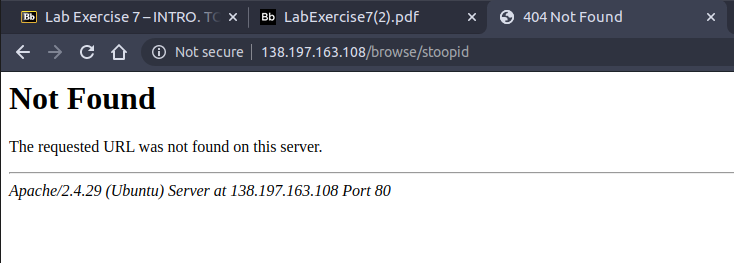 Bb Lab Exercise 7 – INTRO. TO
Bb LabExercise7(2).pdf
404 Not Found
Not secure 138.197.163.108/browse/stoopid
Not Found
The requested URL was not found on this server.
Apache/2.4.29 (Ubuntu) Server at 138.197.163.108 Port 80